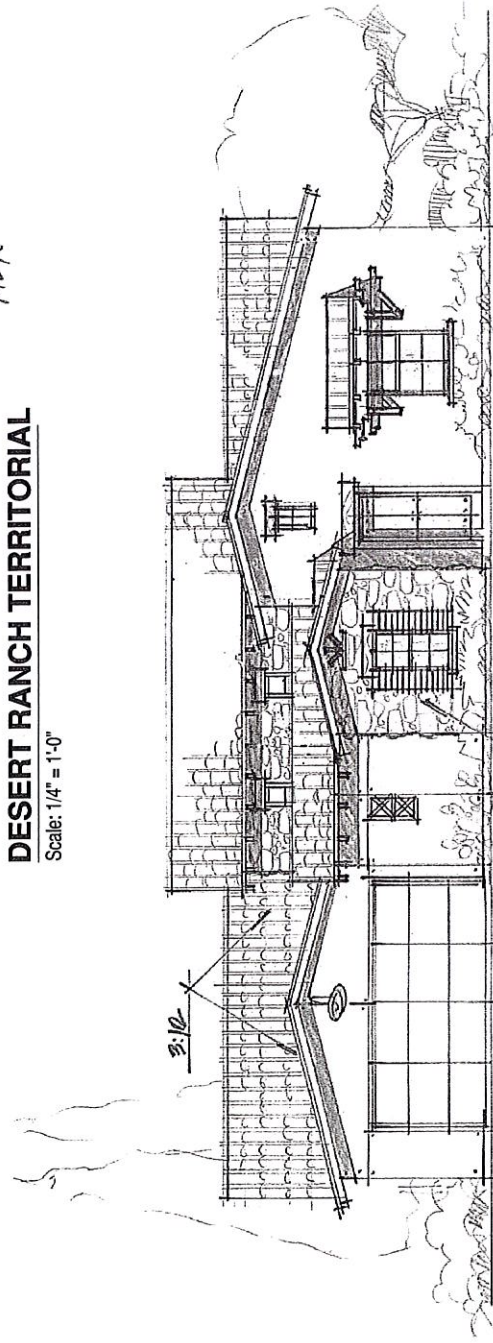 DESERT RANCH TERRITORIAL
Scale: 1/4" = 1'-0"
3:12